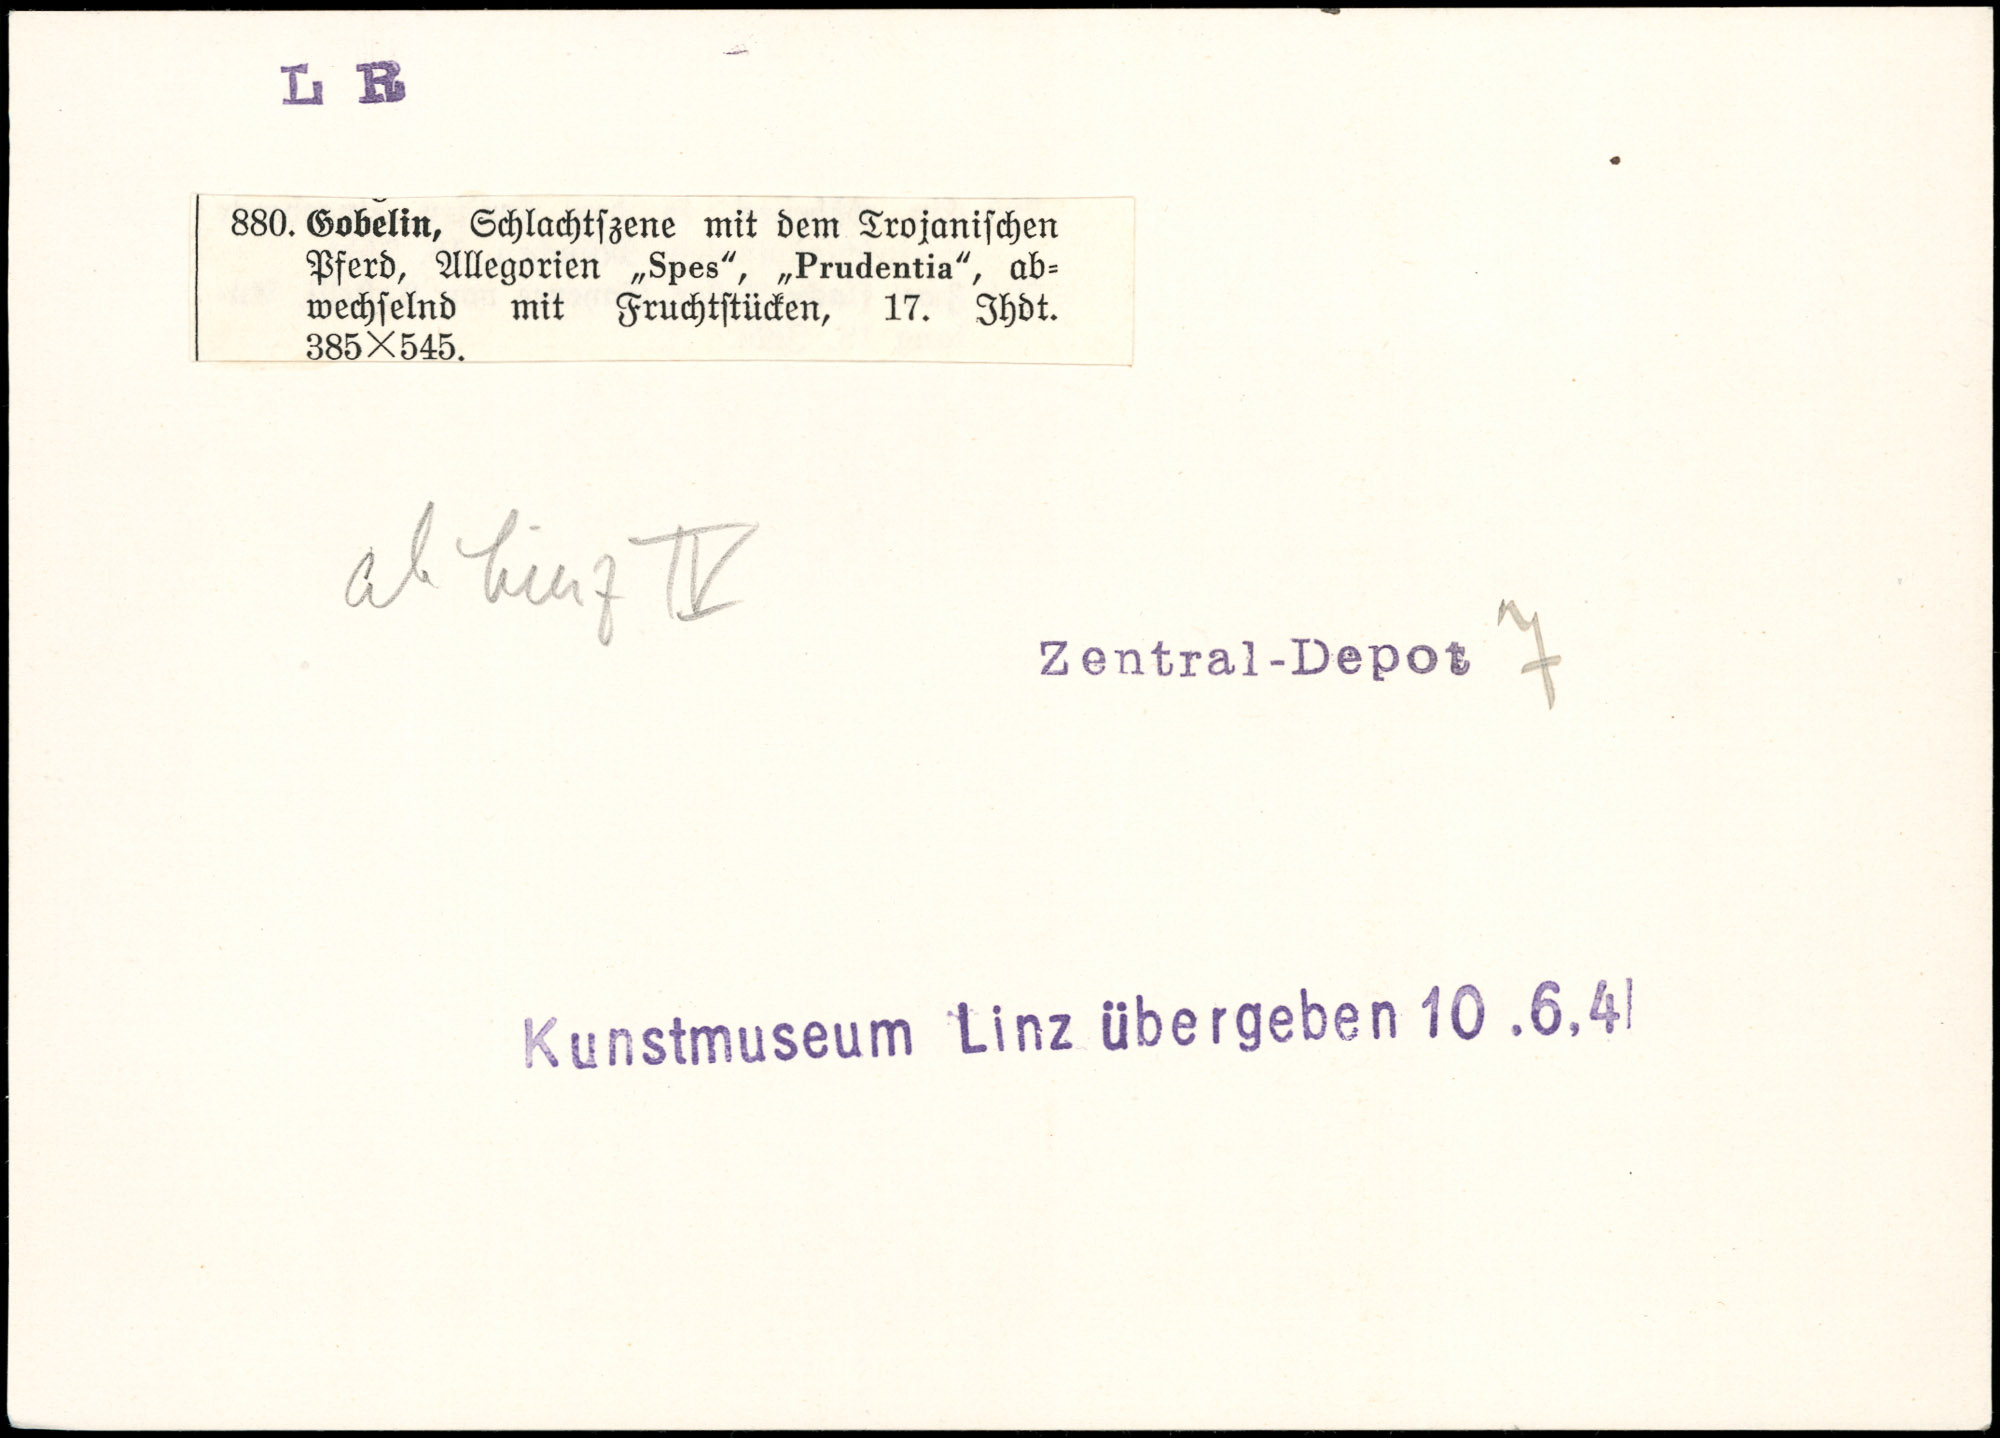 L R
880. Gobelin, Schlachtszene mit dem Trojanischen
Pferd, Allegorien „Spes“, „Prudentia“, ab=
wechselnd mit Fruchtstücken, 17. Jhdt.
385×545.
ab Linz IV
Zentral-Depot 7
Kunstmuseum Linz übergeben 10.6.41